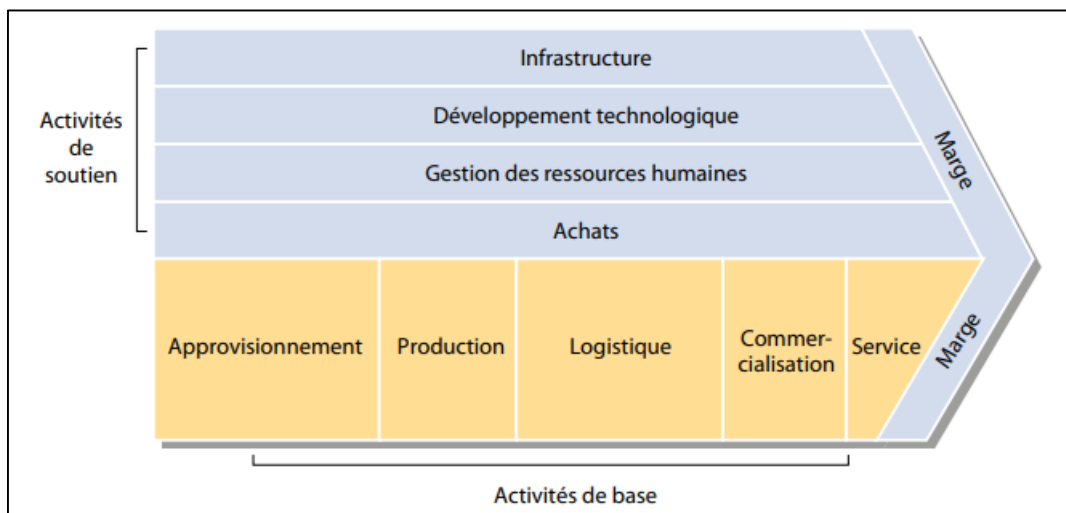 Infrastructure
Développement technologique
Gestion des ressources humaines
Achats
Activités
de
soutien
Marge
Approvisionnement
Production
Logistique
Commer-
cialisation
Service
Marge
Activités de base